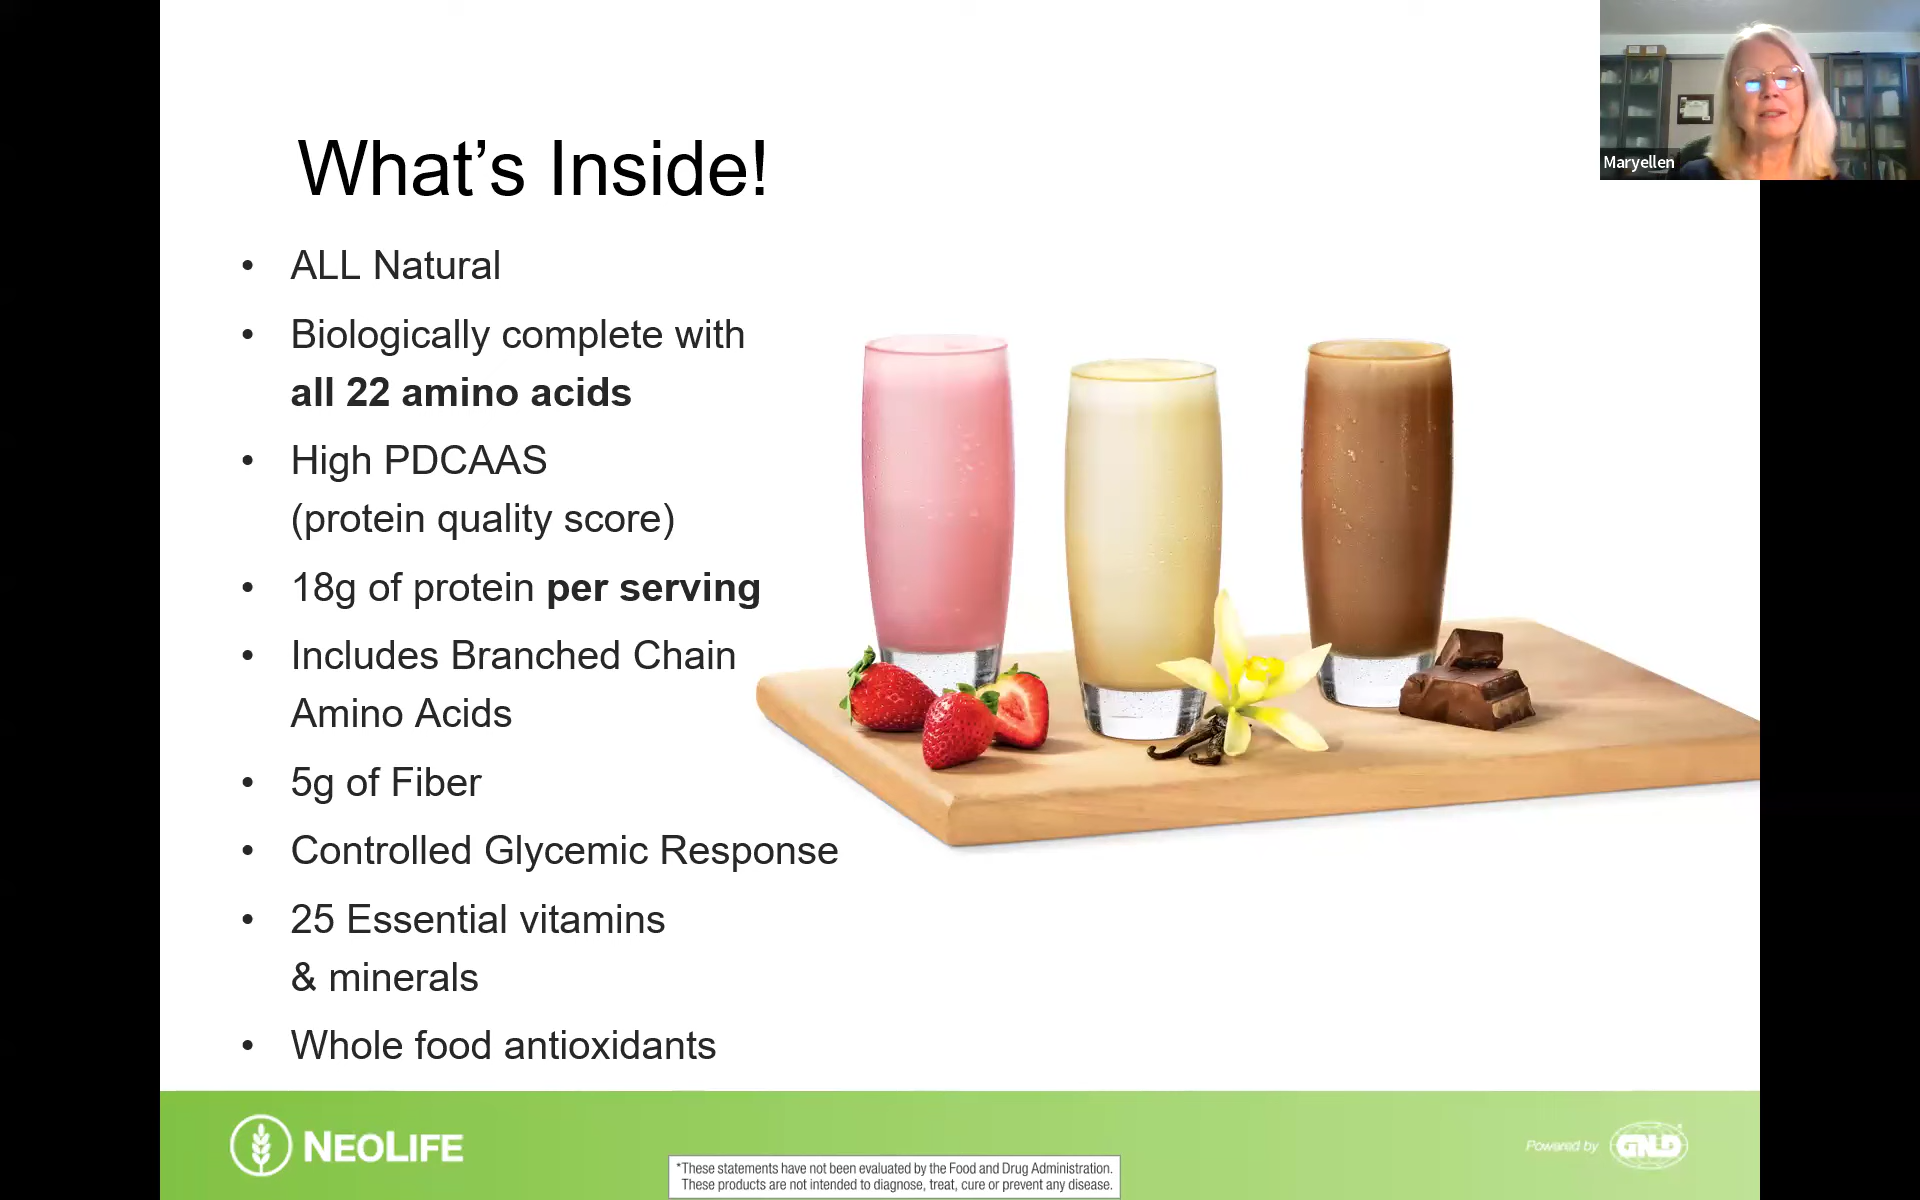 Maryellen
What’s Inside!
• ALL Natural
• Biologically complete with
all 22 amino acids
• High PDCAAS
(protein quality score)
• 18g of protein per serving
• Includes Branched Chain
Amino Acids
• 5g of Fiber
• Controlled Glycemic Response
• 25 Essential vitamins
& minerals
• Whole food antioxidants
NEOLIFE
Powered by GNLD
*These statements have not been evaluated by the Food and Drug Administration.
These products are not intended to diagnose, treat, cure or prevent any disease.